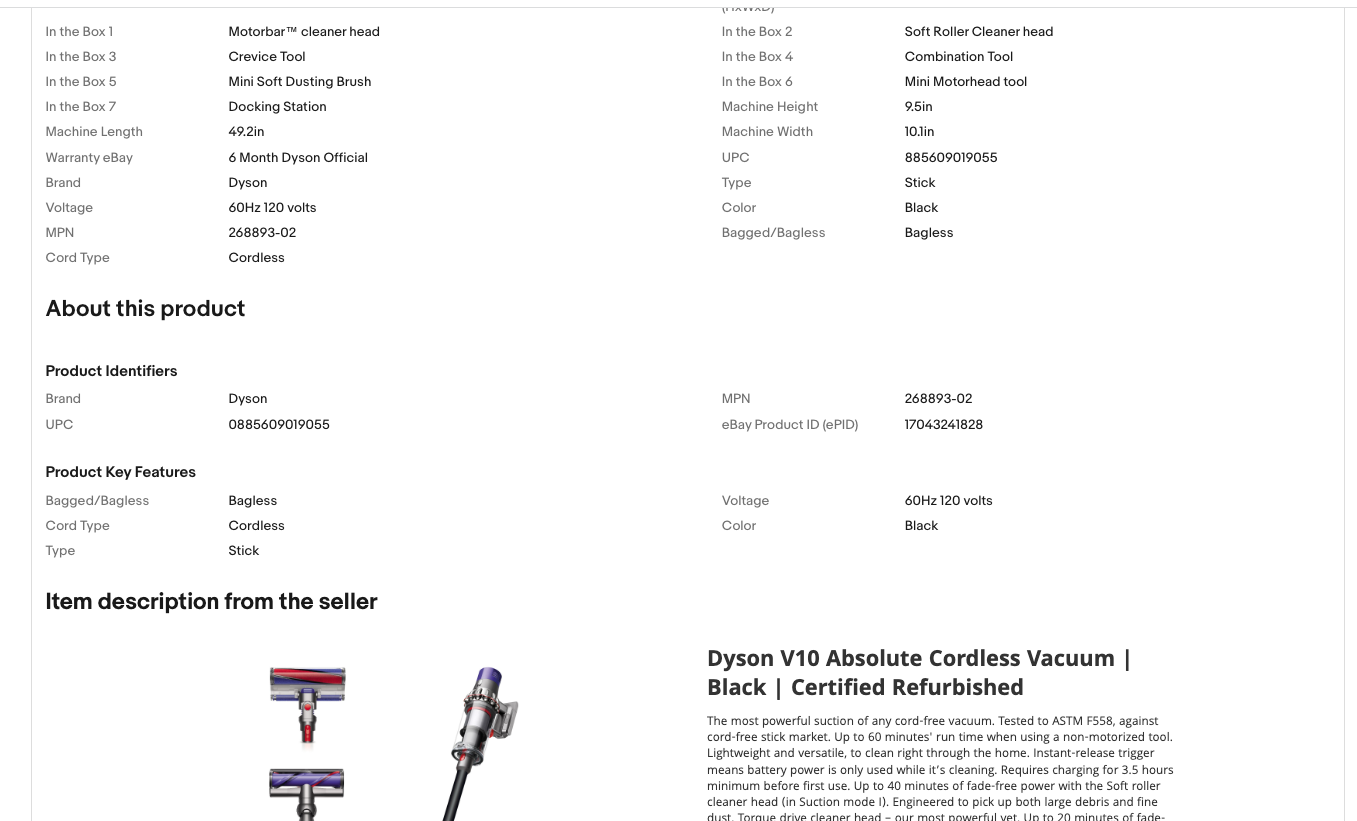 (HxWxD)
In the Box 1 Motorbar™ cleaner head In the Box 2 Soft Roller Cleaner head
In the Box 3 Crevice Tool In the Box 4 Combination Tool
In the Box 5 Mini Soft Dusting Brush In the Box 6 Mini Motorhead tool
In the Box 7 Docking Station Machine Height 9.5in
Machine Length 49.2in Machine Width 10.1in
Warranty eBay 6 Month Dyson Official UPC 885609019055
Brand Dyson Type Stick
Voltage 60Hz 120 volts Color Black
MPN 268893-02 Bagged/Bagless Bagless
Cord Type Cordless
About this product
Product Identifiers
Brand Dyson MPN 268893-02
UPC 0885609019055 eBay Product ID (ePID) 17043241828
Product Key Features
Bagged/Bagless Bagless Voltage 60Hz 120 volts
Cord Type Cordless Color Black
Type Stick
Item description from the seller
Dyson V10 Absolute Cordless Vacuum |
Black | Certified Refurbished
The most powerful suction of any cord-free vacuum. Tested to ASTM F558, against
cord-free stick market. Up to 60 minutes' run time when using a non-motorized tool.
Lightweight and versatile, to clean right through the home. Instant-release trigger
means battery power is only used while it's cleaning. Requires charging for 3.5 hours
minimum before first use. Up to 40 minutes of fade-free power with the Soft roller
cleaner head (in Suction mode I). Engineered to pick up both large debris and fine
dust. Torque drive cleaner head – our most powerful yet. Up to 20 minutes of fade-